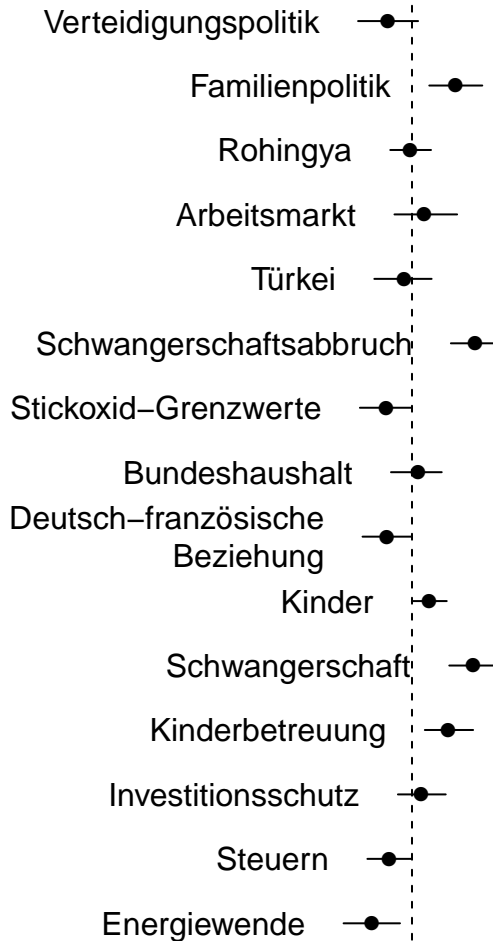 Verteidigungspolitik
Familienpolitik
Rohingya
Arbeitsmarkt
Türkei
Schwangerschaftsabbruch
Stickoxid−Grenzwerte
Bundeshaushalt
Deutsch−französische
Beziehung
Kinder
Schwangerschaft
Kinderbetreuung
Investitionsschutz
Steuern
Energiewende